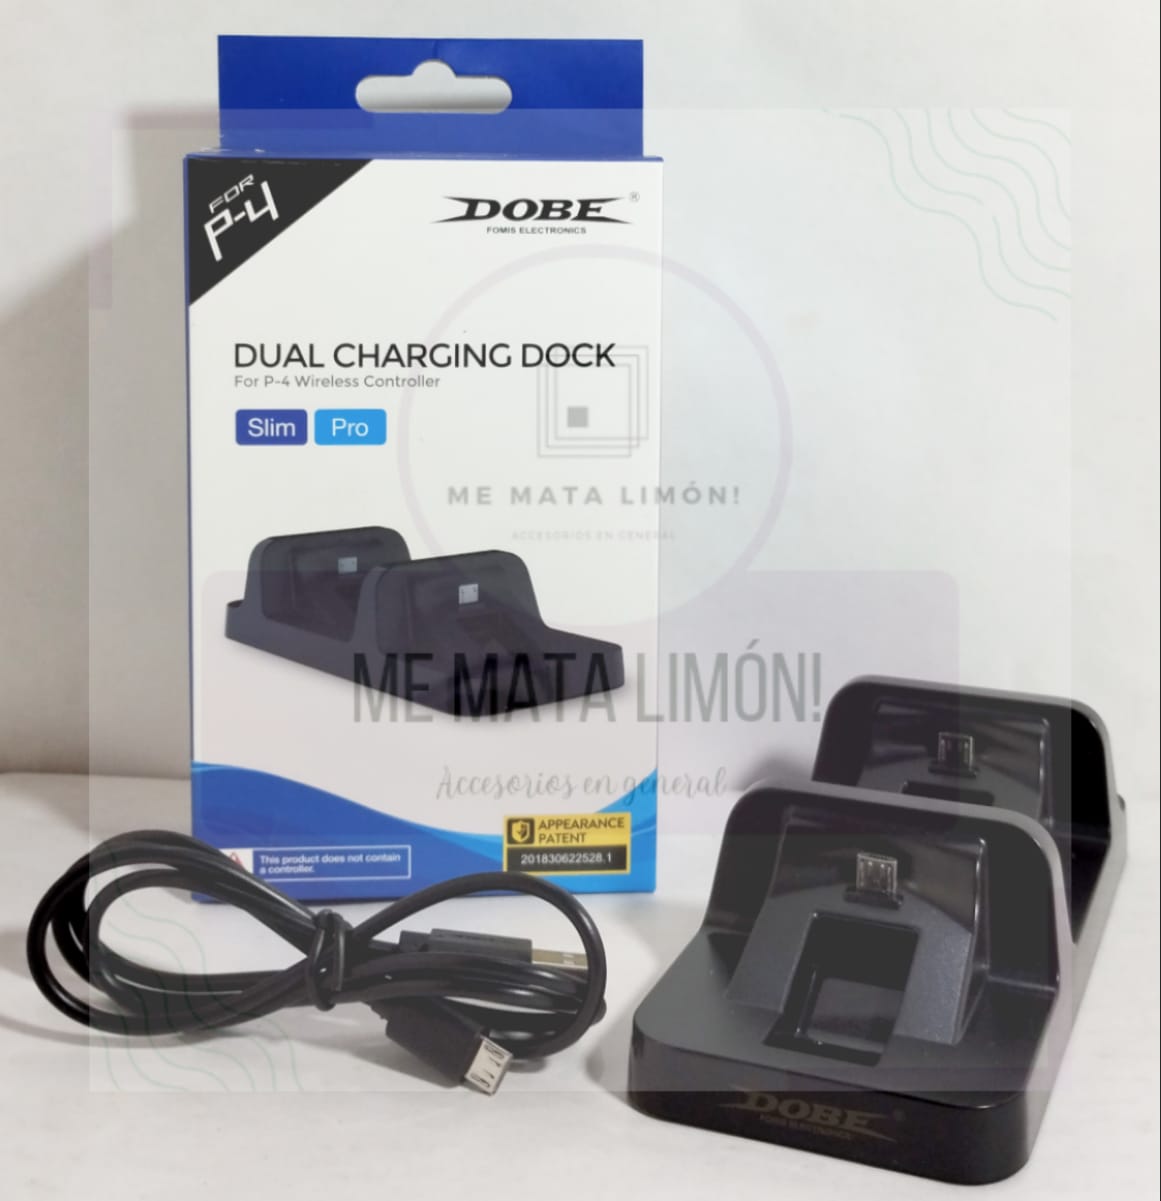 FOR
P-4
DOBE®
FOMIS ELECTRONICS
DUAL CHARGING DOCK
For P-4 Wireless Controller
Slim Pro
ME MATA LIMÓN!
ACCESORIOS EN GENERAL
ME MATA LIMÓN!
Accesorios en general
APPEARANCE
PATENT
201830622528.1
This product does not contain
a controller.
DOBE®
FOMIS ELECTRONICS